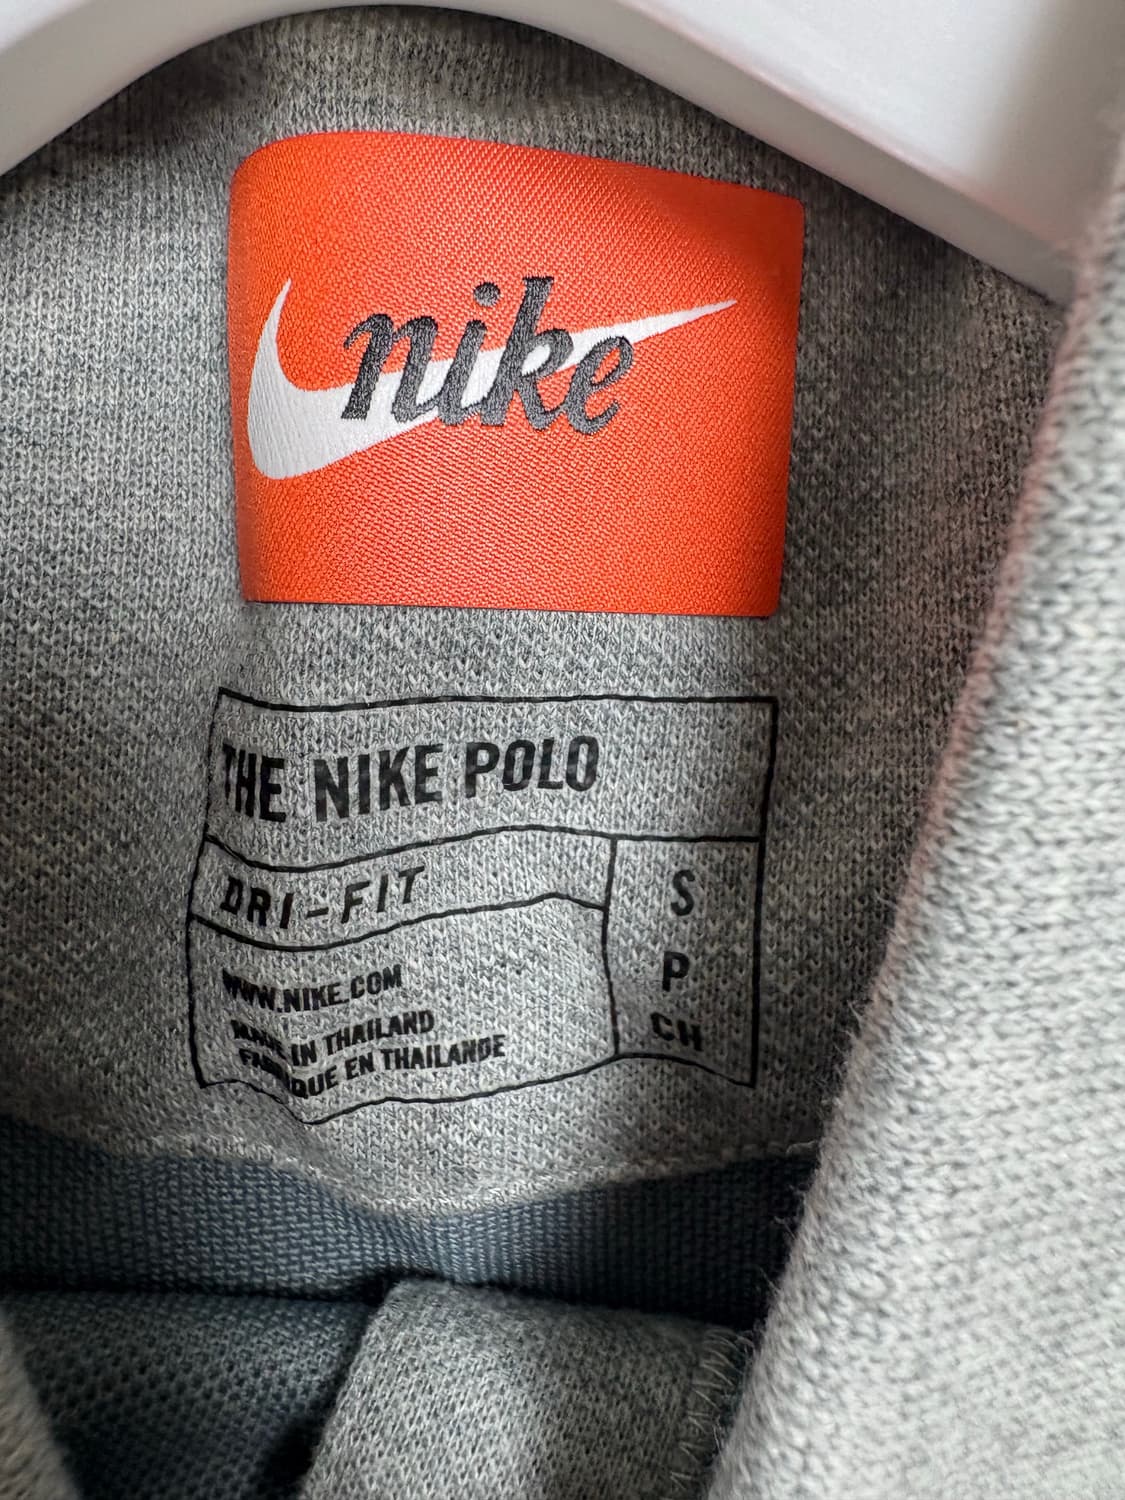 nike
THE NIKE POLO
DRI-FIT
S
P
CH
WWW.NIKE.COM
MADE IN THAILAND
FABRIQUE EN THAILANDE